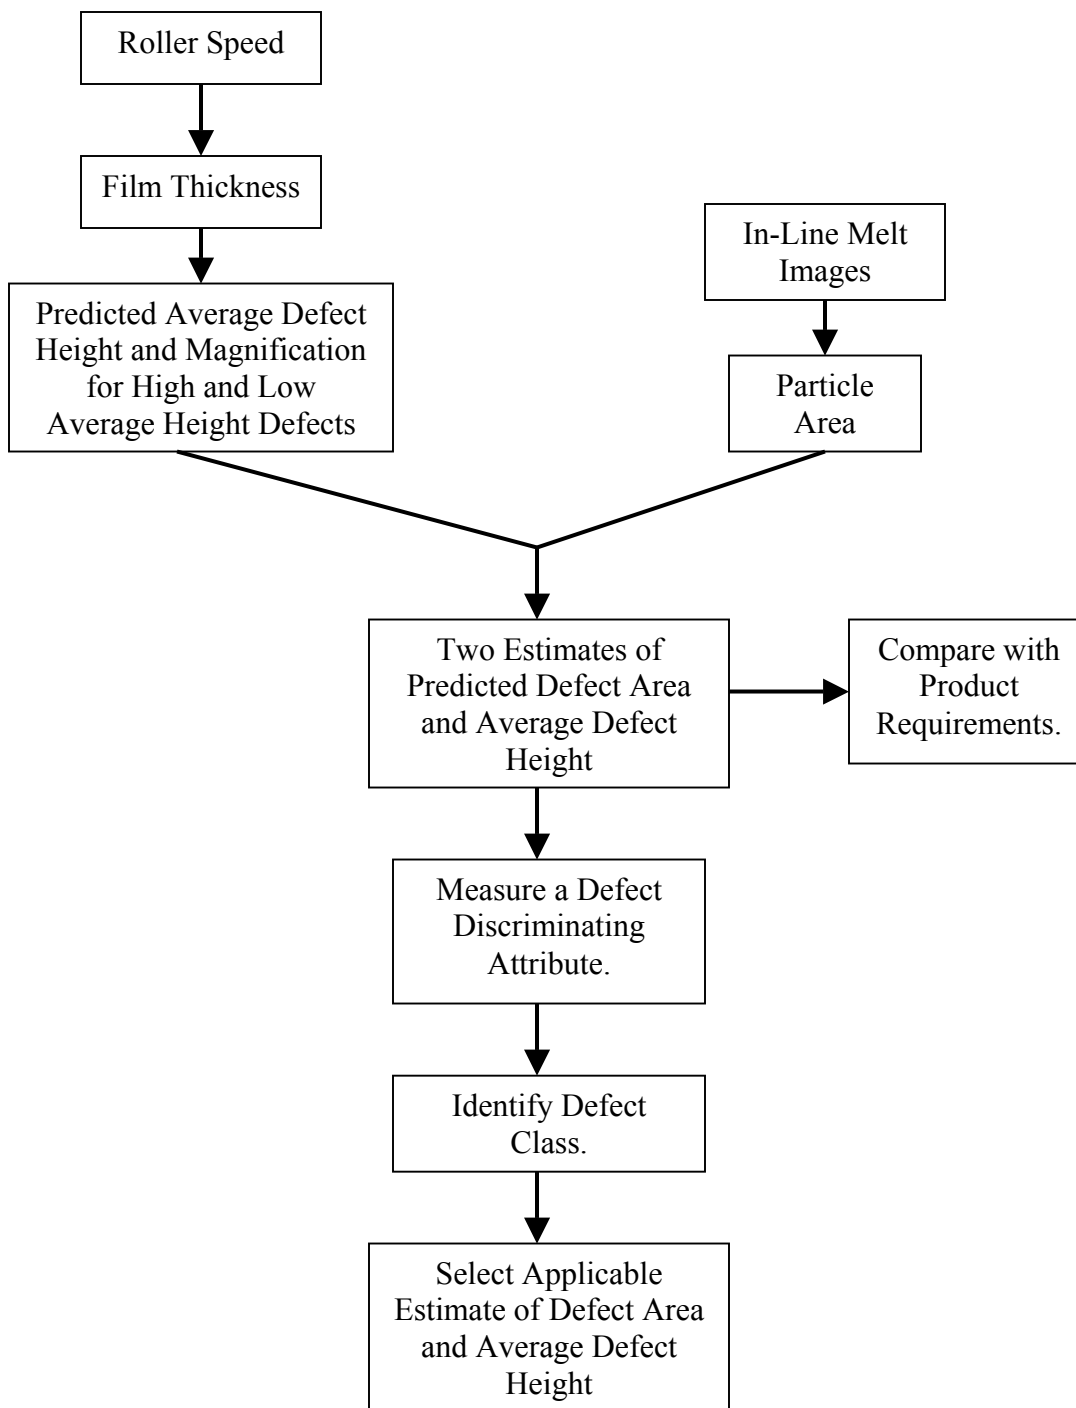 Roller Speed
Film Thickness
In-Line Melt
Images
Predicted Average Defect
Height and Magnification
for High and Low
Average Height Defects
Particle
Area
Two Estimates of
Predicted Defect Area
and Average Defect
Height
Compare with
Product
Requirements.
Measure a Defect
Discriminating
Attribute.
Identify Defect
Class.
Select Applicable
Estimate of Defect Area
and Average Defect
Height